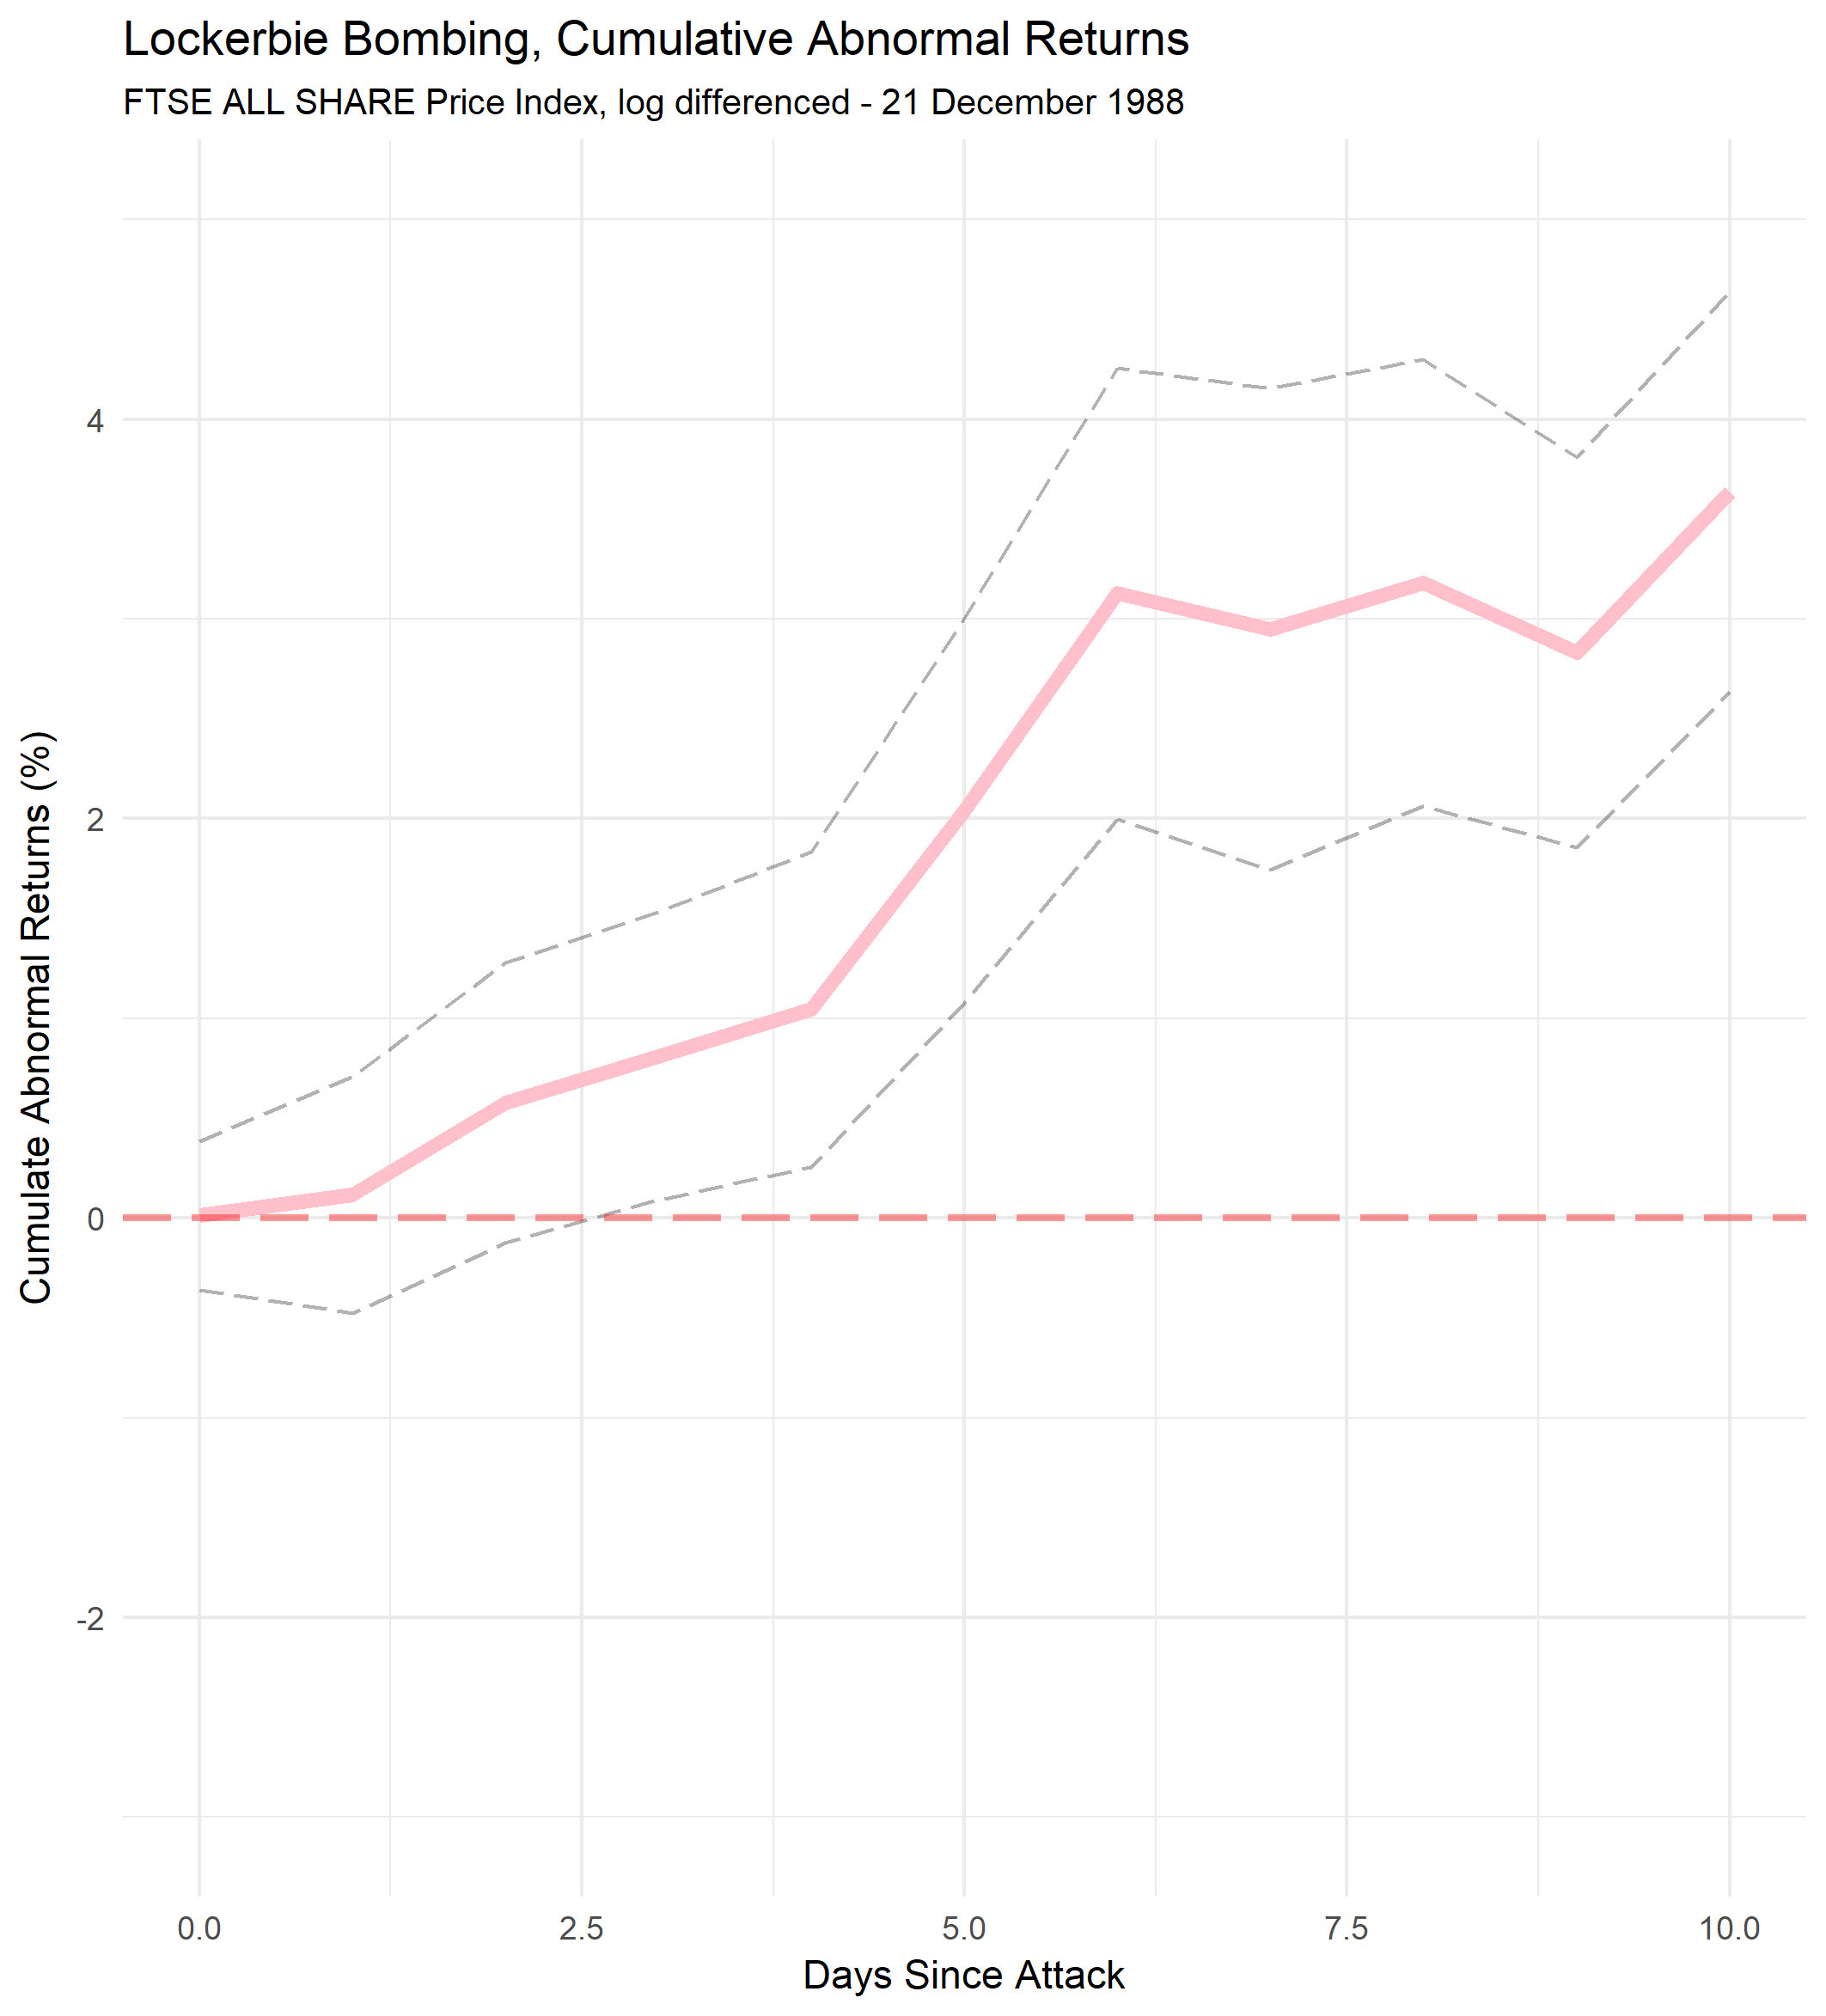 Lockerbie Bombing, Cumulative Abnormal Returns
FTSE ALL SHARE Price Index, log differenced - 21 December 1988
Cumulate Abnormal Returns (%)
4
2
0
-2
0.0
2.5
5.0
7.5
10.0
Days Since Attack